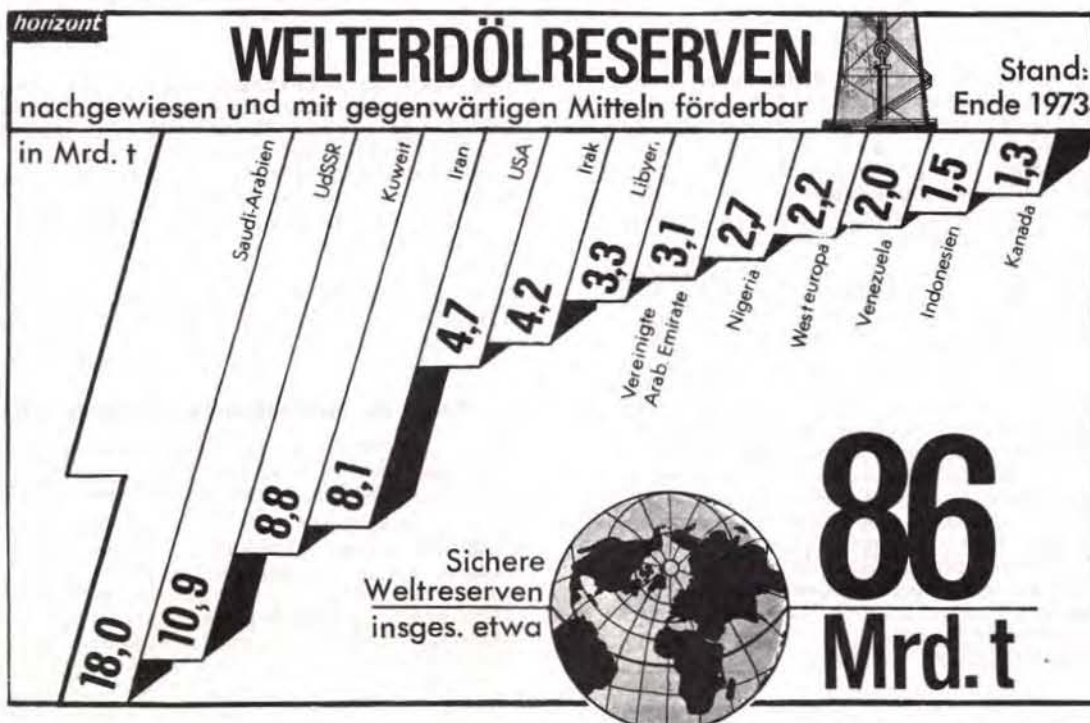 horizont
WELTERDÖLRESERVEN
nachgewiesen und mit gegenwärtigen Mitteln förderbar
Stand:
Ende 1973
in Mrd. t
Saudi-Arabien
UdSSR
Kuweit
Iran
USA
Irak
Libyen
18,0
10,9
8,8
8,1
4,7
4,2
3,3
3,1
2,7
2,2
2,0
1,5
1,3
Vereinigte
Arab. Emirate
Nigeria
Westeuropa
Venezuela
Indonesien
Kanada
Sichere
Weltreserven
insges. etwa
86
Mrd. t